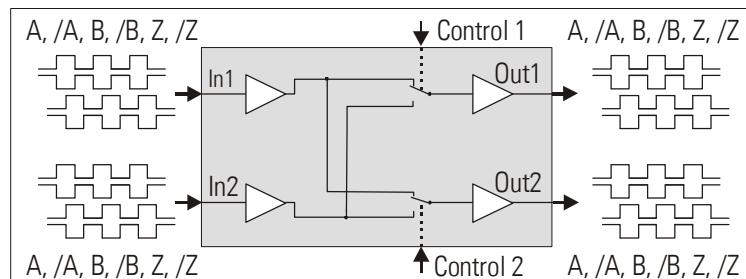 A, /A, B, /B, Z, /Z
Control 1
A, /A, B, /B, Z, /Z
In1
Out1
In2
Out2
A, /A, B, /B, Z, /Z
Control 2
A, /A, B, /B, Z, /Z